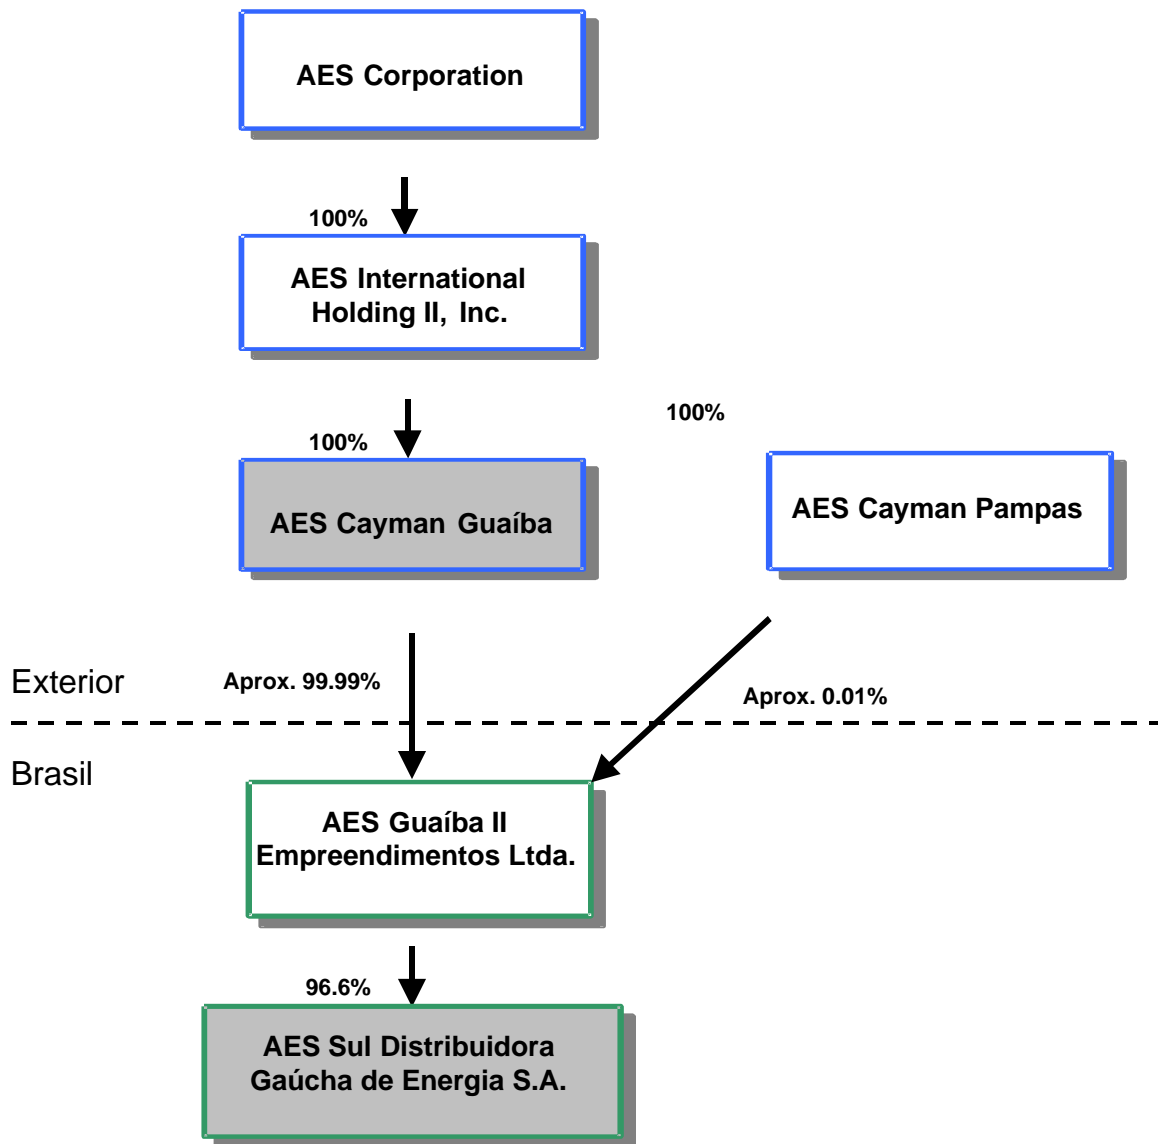 AES Corporation
100%
AES International
Holding II, Inc.
100%
100%
AES Cayman Guaíba
AES Cayman Pampas
Exterior
Aprox. 99.99%
Aprox. 0.01%
Brasil
AES Guaíba II
Empreendimentos Ltda.
96.6%
AES Sul Distribuidora
Gaúcha de Energia S.A.